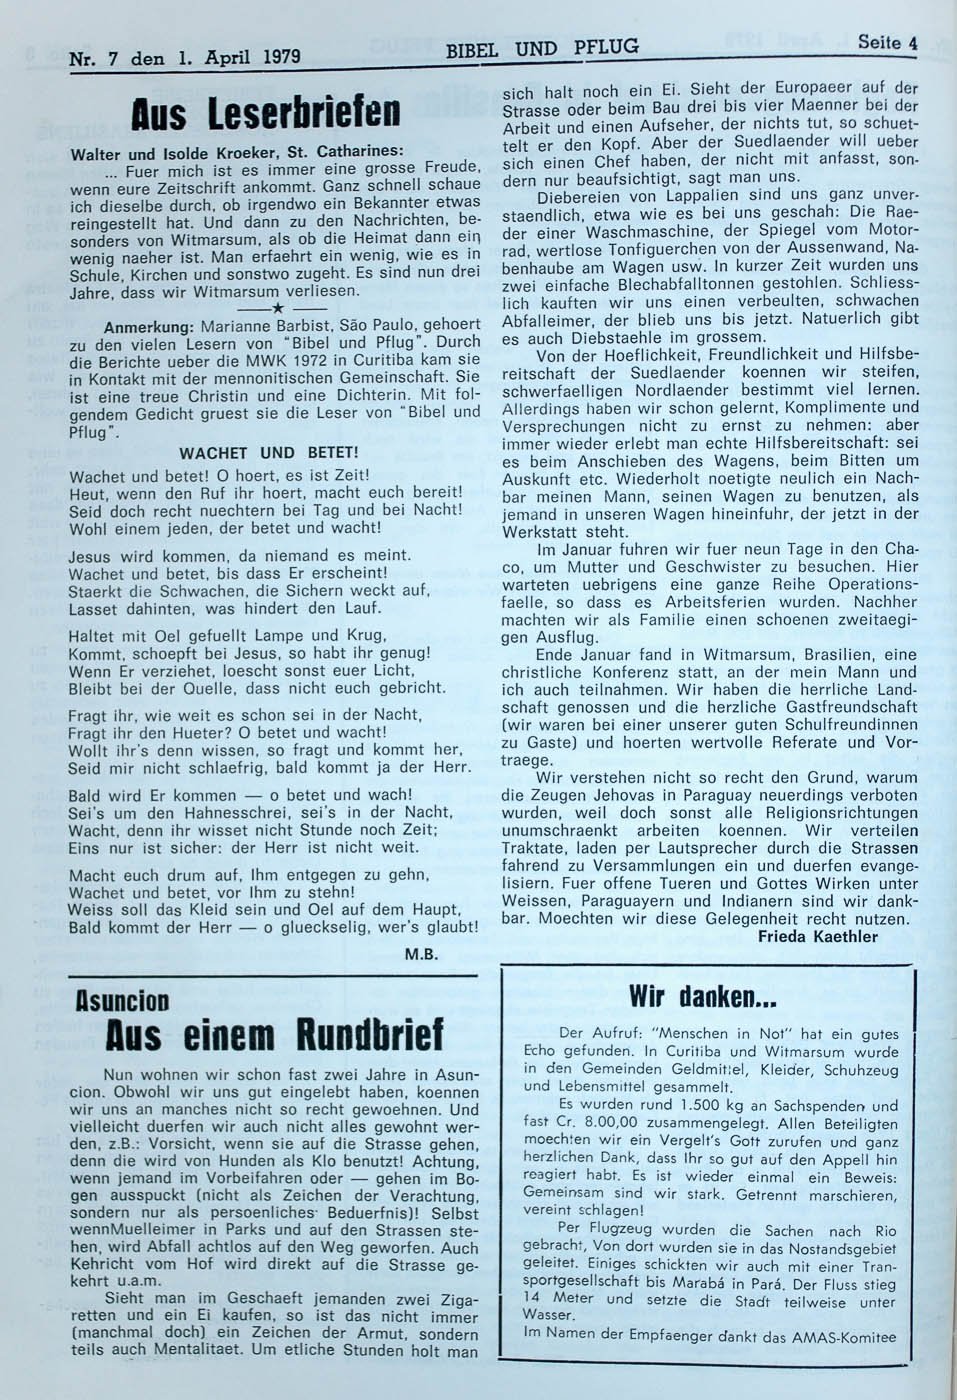 Nr. 7 den 1. April 1979
BIBEL UND PFLUG
Seite 4
Aus Leserbriefen
Walter und Isolde Kroeker, St. Catharines:
... Fuer mich ist es immer eine grosse Freude,
wenn eure Zeitschrift ankommt. Ganz schnell schaue
ich dieselbe durch, ob irgendwo ein Bekannter etwas
reingestellt hat. Und dann zu den Nachrichten, be-
sonders von Witmarsum, als ob die Heimat dann ein
wenig naeher ist. Man erfaehrt ein wenig, wie es in
Schule, Kirchen und sonstwo zugeht. Es sind nun drei
Jahre, dass wir Witmarsum verliesen.
—— ★ ——
Anmerkung: Marianne Barbist, São Paulo, gehoert
zu den vielen Lesern von "Bibel und Pflug". Durch
die Berichte ueber die MWK 1972 in Curitiba kam sie
in Kontakt mit der mennonitischen Gemeinschaft. Sie
ist eine treue Christin und eine Dichterin. Mit fol-
gendem Gedicht gruest sie die Leser von "Bibel und
Pflug".
WACHET UND BETET!
Wachet und betet! O hoert, es ist Zeit!
Heut, wenn den Ruf ihr hoert, macht euch bereit!
Seid doch recht nuechtern bei Tag und bei Nacht!
Wohl einem jeden, der betet und wacht!
Jesus wird kommen, da niemand es meint.
Wachet und betet, bis dass Er erscheint!
Staerkt die Schwachen, die Sichern weckt auf,
Lasset dahinten, was hindert den Lauf.
Haltet mit Oel gefuellt Lampe und Krug,
Kommt, schoepft bei Jesus, so habt ihr genug!
Wenn Er verziehet, loescht sonst euer Licht,
Bleibt bei der Quelle, dass nicht euch gebricht.
Fragt ihr, wie weit es schon sei in der Nacht,
Fragt ihr den Hueter? O betet und wacht!
Wollt ihr's denn wissen, so fragt und kommt her,
Seid mir nicht schlaefrig, bald kommt ja der Herr.
Bald wird Er kommen — o betet und wach!
Sei's um den Hahnesschrei, sei's in der Nacht,
Wacht, denn ihr wisset nicht Stunde noch Zeit;
Eins nur ist sicher: der Herr ist nicht weit.
Macht euch drum auf, Ihm entgegen zu gehn,
Wachet und betet, vor Ihm zu stehn!
Weiss soll das Kleid sein und Oel auf dem Haupt,
Bald kommt der Herr — o glueckselig, wer's glaubt!
M.B.
Asuncion
Aus einem Rundbrief
Nun wohnen wir schon fast zwei Jahre in Asun-
cion. Obwohl wir uns gut eingelebt haben, koennen
wir uns an manches nicht so recht gewoehnen. Und
vielleicht duerfen wir auch nicht alles gewohnt wer-
den, z.B.: Vorsicht, wenn sie auf die Strasse gehen,
denn die wird von Hunden als Klo benutzt! Achtung,
wenn jemand im Vorbeifahren oder — gehen im Bo-
gen ausspuckt (nicht als Zeichen der Verachtung,
sondern nur als persoenliches Beduerfnis)! Selbst
wennMuelleimer in Parks und auf den Strassen ste-
hen, wird Abfall achtlos auf den Weg geworfen. Auch
Kehricht vom Hof wird direkt auf die Strasse ge-
kehrt u.a.m.
Sieht man im Geschaeft jemanden zwei Ziga-
retten und ein Ei kaufen, so ist das nicht immer
(manchmal doch) ein Zeichen der Armut, sondern
teils auch Mentalitaet. Um etliche Stunden holt man
sich halt noch ein Ei. Sieht der Europaeer auf der
Strasse oder beim Bau drei bis vier Maenner bei der
Arbeit und einen Aufseher, der nichts tut, so schuet-
telt er den Kopf. Aber der Suedlaender will ueber
sich einen Chef haben, der nicht mit anfasst, son-
dern nur beaufsichtigt, sagt man uns.
Diebereien von Lappalien sind uns ganz unver-
staendlich, etwa wie es bei uns geschah: Die Rae-
der einer Waschmaschine, der Spiegel vom Motor-
rad, wertlose Tonfiguerchen von der Aussenwand, Na-
benhaube am Wagen usw. In kurzer Zeit wurden uns
zwei einfache Blechabfalltonnen gestohlen. Schliess-
lich kauften wir uns einen verbeulten, schwachen
Abfalleimer, der blieb uns bis jetzt. Natuerlich gibt
es auch Diebstaehle im grossem.
Von der Hoeflichkeit, Freundlichkeit und Hilfsbe-
reitschaft der Suedlaender koennen wir steifen,
schwerfaelligen Nordlaender bestimmt viel lernen.
Allerdings haben wir schon gelernt, Komplimente und
Versprechungen nicht zu ernst zu nehmen: aber
immer wieder erlebt man echte Hilfsbereitschaft: sei
es beim Anschieben des Wagens, beim Bitten um
Auskunft etc. Wiederholt noetigte neulich ein Nach-
bar meinen Mann, seinen Wagen zu benutzen, als
jemand in unseren Wagen hineinfuhr, der jetzt in der
Werkstatt steht.
Im Januar fuhren wir fuer neun Tage in den Cha-
co, um Mutter und Geschwister zu besuchen. Hier
warteten uebrigens eine ganze Reihe Operations-
faelle, so dass es Arbeitsferien wurden. Nachher
machten wir als Familie einen schoenen zweitaegi-
gen Ausflug.
Ende Januar fand in Witmarsum, Brasilien, eine
christliche Konferenz statt, an der mein Mann und
ich auch teilnahmen. Wir haben die herrliche Land-
schaft genossen und die herzliche Gastfreundschaft
(wir waren bei einer unserer guten Schulfreundinnen
zu Gaste) und hoerten wertvolle Referate und Vor-
traege.
Wir verstehen nicht so recht den Grund, warum
die Zeugen Jehovas in Paraguay neuerdings verboten
wurden, weil doch sonst alle Religionsrichtungen
unumschraenkt arbeiten koennen. Wir verteilen
Traktate, laden per Lautsprecher durch die Strassen
fahrend zu Versammlungen ein und duerfen evange-
lisiern. Fuer offene Tueren und Gottes Wirken unter
Weissen, Paraguayern und Indianern sind wir dank-
bar. Moechten wir diese Gelegenheit recht nutzen.
Frieda Kaethler
Wir danken...
Der Aufruf: "Menschen in Not" hat ein gutes
Echo gefunden. In Curitiba und Witmarsum wurde
in den Gemeinden Geldmittel, Kleider, Schuhzeug
und Lebensmittel gesammelt.
Es wurden rund 1.500 kg an Sachspenden und
fast Cr. 8.00,00 zusammengelegt. Allen Beteiligten
moechten wir ein Vergelt's Gott zurufen und ganz
herzlichen Dank, dass Ihr so gut auf den Appell hin
reagiert habt. Es ist wieder einmal ein Beweis:
Gemeinsam sind wir stark. Getrennt marschieren,
vereint schlagen!
Per Flugzeug wurden die Sachen nach Rio
gebracht, Von dort wurden sie in das Nostandsgebiet
geleitet. Einiges schickten wir auch mit einer Tran-
sportgesellschaft bis Marabá in Pará. Der Fluss stieg
14 Meter und setzte die Stadt teilweise unter
Wasser.
Im Namen der Empfaenger dankt das AMAS-Komitee